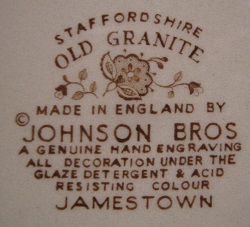 STAFFORDSHIRE
OLD GRANITE
MADE IN ENGLAND BY
© JOHNSON BROS
A GENUINE HAND ENGRAVING
ALL DECORATION UNDER THE
GLAZE DETERGENT & ACID
RESISTING COLOUR
JAMESTOWN